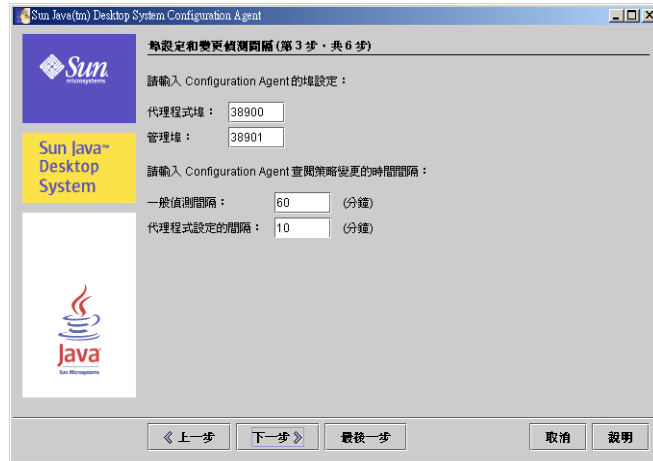 Sun Java(tm) Desktop System Configuration Agent
埠設定和變更偵測間隔(第 3 步，共 6 步)
Sun
microsystems
請輸入 Configuration Agent 的埠設定：
代理程式埠： 38900
管理埠： 38901
Sun Java™
Desktop
System
請輸入 Configuration Agent 查閱策略變更的時間間隔：
一般偵測間隔： 60 (分鐘)
代理程式設定的間隔： 10 (分鐘)
Java
Sun Microsystems
《 上一步 下一步 》 最後一步 取消 說明